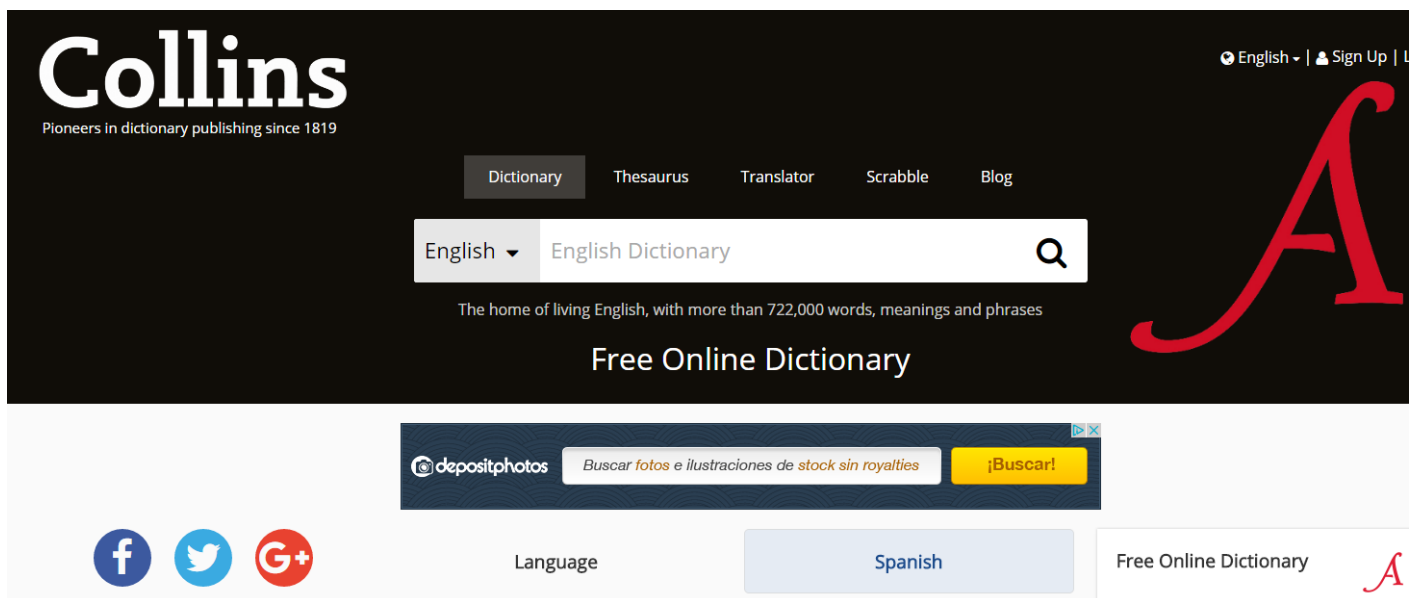 Collins
Pioneers in dictionary publishing since 1819
English | Sign Up | L
A
Dictionary Thesaurus Translator Scrabble Blog
English English Dictionary
The home of living English, with more than 722,000 words, meanings and phrases
Free Online Dictionary
depositphotos Buscar fotos e ilustraciones de stock sin royalties ¡Buscar!
f G+ Language Spanish Free Online Dictionary A